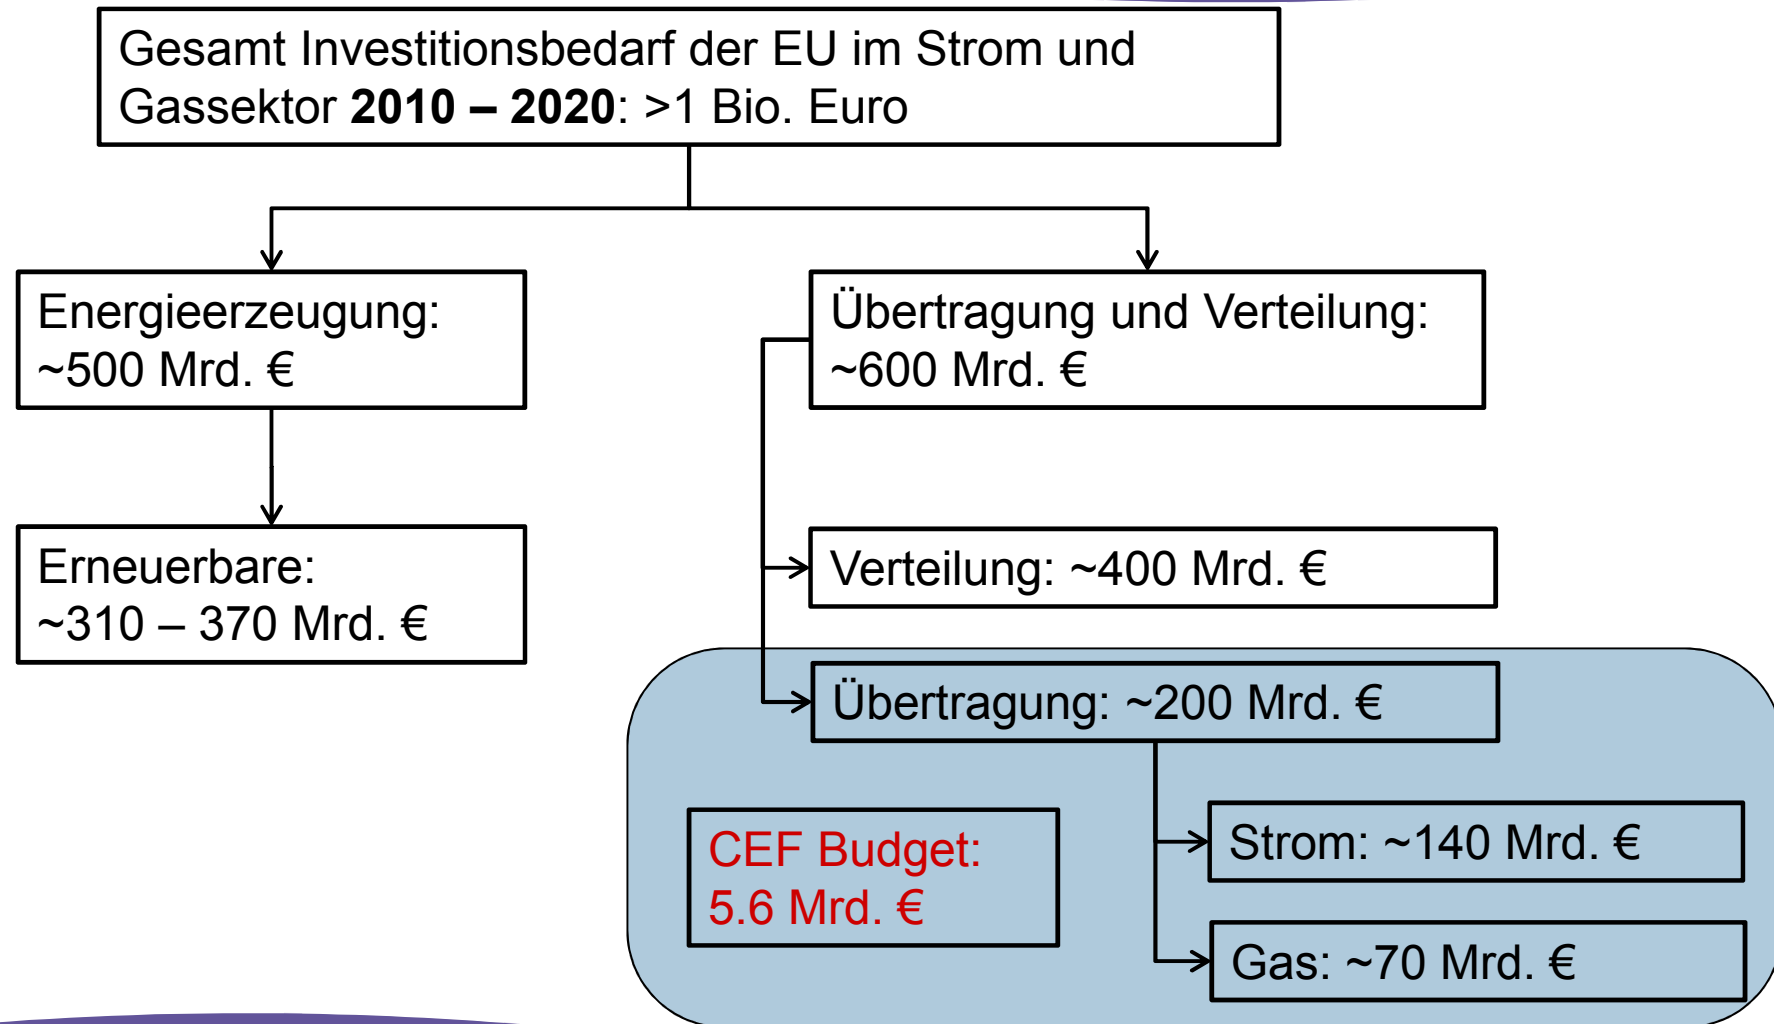 Gesamt Investitionsbedarf der EU im Strom und
Gassektor 2010 – 2020: >1 Bio. Euro
Energieerzeugung:
~500 Mrd. €
Übertragung und Verteilung:
~600 Mrd. €
Erneuerbare:
~310 – 370 Mrd. €
Verteilung: ~400 Mrd. €
Übertragung: ~200 Mrd. €
CEF Budget:
5.6 Mrd. €
Strom: ~140 Mrd. €
Gas: ~70 Mrd. €